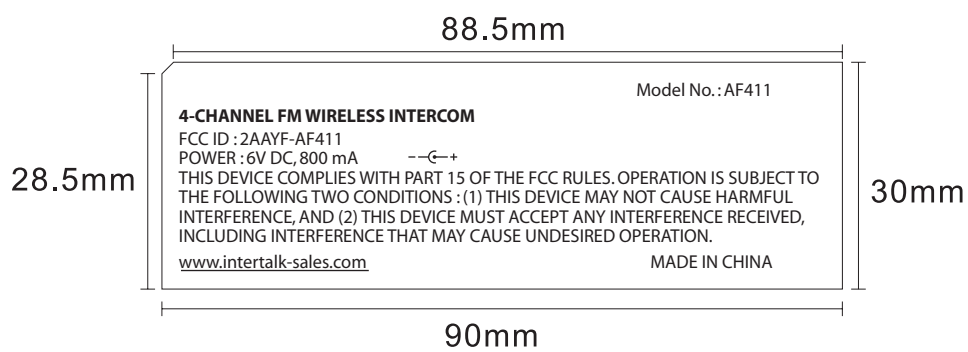 88.5mm
Model No.: AF411
4-CHANNEL FM WIRELESS INTERCOM
FCC ID : 2AAYF-AF411
POWER : 6V DC, 800 mA
THIS DEVICE COMPLIES WITH PART 15 OF THE FCC RULES. OPERATION IS SUBJECT TO
THE FOLLOWING TWO CONDITIONS : (1) THIS DEVICE MAY NOT CAUSE HARMFUL
INTERFERENCE, AND (2) THIS DEVICE MUST ACCEPT ANY INTERFERENCE RECEIVED,
INCLUDING INTERFERENCE THAT MAY CAUSE UNDESIRED OPERATION.
www.intertalk-sales.com MADE IN CHINA
28.5mm
30mm
90mm